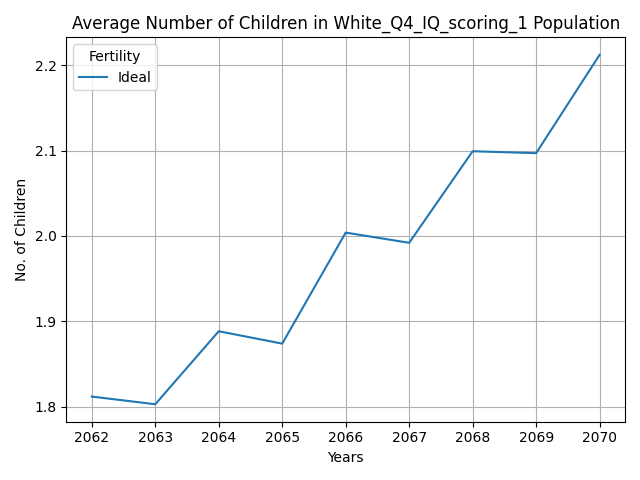 Average Number of Children in White_Q4_IQ_scoring_1 Population
Fertility
Ideal
No. of Children
2.2
2.1
2.0
1.9
1.8
2062 2063 2064 2065 2066 2067 2068 2069 2070
Years